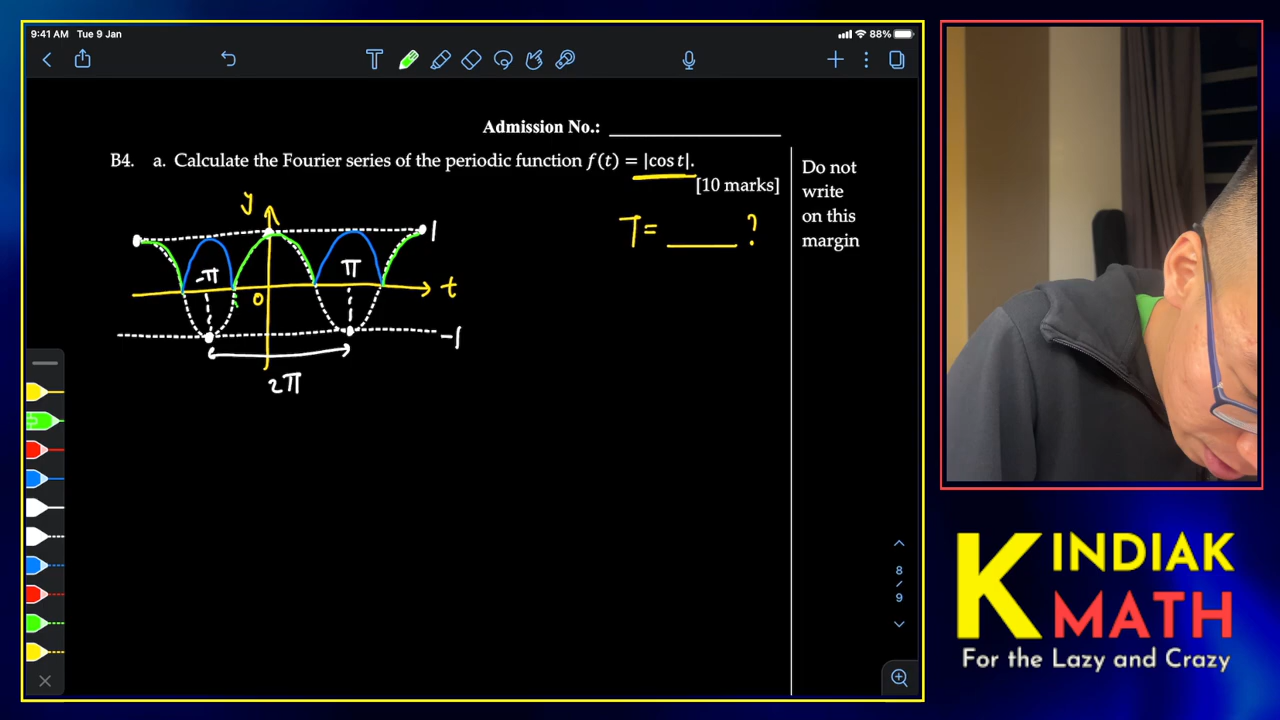 9:41 AM Tue 9 Jan
88%
T
Admission No.: ____________
B4. a. Calculate the Fourier series of the periodic function f(t) = |cos t|.
[10 marks]
Do not
write
on this
margin
T = ____ ?
y
1
-π
π
0
t
-1
2π
8
/
9
KINDIAK
MATH
For the Lazy and Crazy